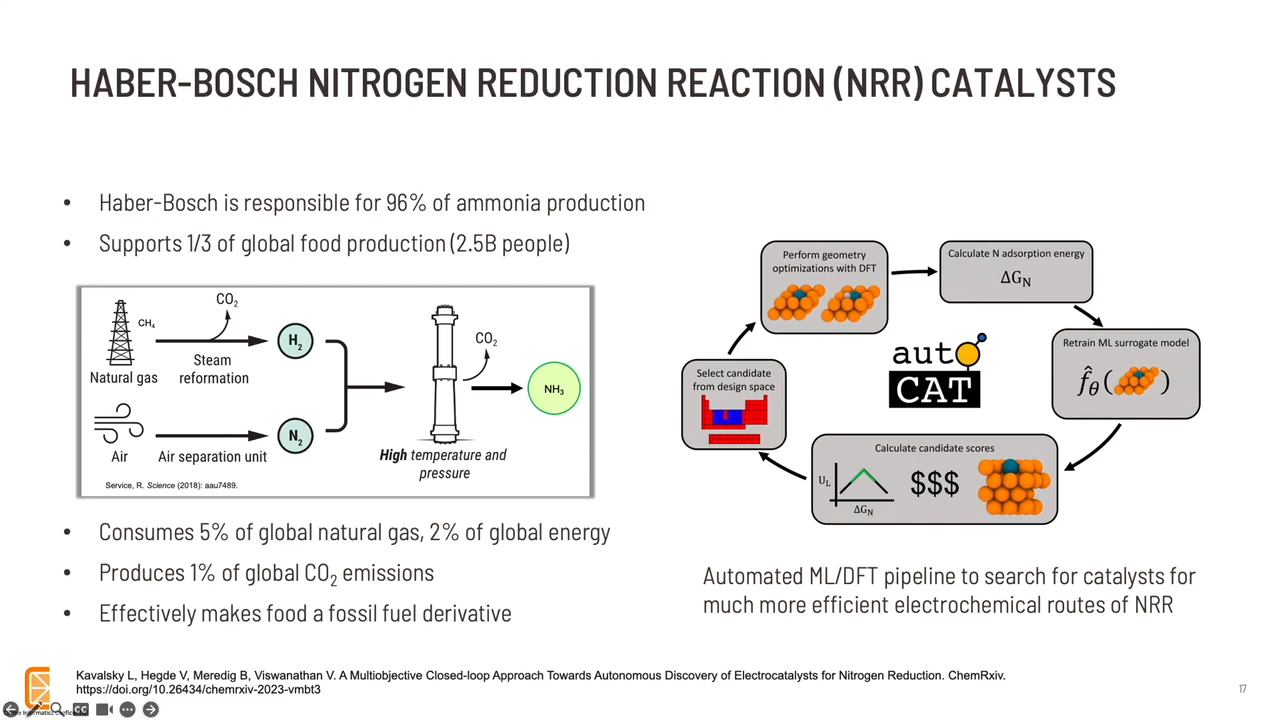 HABER-BOSCH NITROGEN REDUCTION REACTION (NRR) CATALYSTS
• Haber-Bosch is responsible for 96% of ammonia production
• Supports 1/3 of global food production (2.5B people)
CO₂
CH₄
H₂
Steam
reformation
Natural gas
CO₂
NH₃
N₂
Air
Air separation unit
High temperature and
pressure
Service, R. Science (2018): aau7489.
• Consumes 5% of global natural gas, 2% of global energy
• Produces 1% of global CO₂ emissions
• Effectively makes food a fossil fuel derivative
Perform geometry
optimizations with DFT
Calculate N adsorption energy
ΔG_N
Retrain ML surrogate model
f̂_θ( )
Calculate candidate scores
U_L
ΔG_N
$$$
Select candidate
from design space
aut
CAT
Automated ML/DFT pipeline to search for catalysts for
much more efficient electrochemical routes of NRR
Kavalsky L, Hegde V, Meredig B, Viswanathan V. A Multiobjective Closed-loop Approach Towards Autonomous Discovery of Electrocatalysts for Nitrogen Reduction. ChemRxiv.
https://doi.org/10.26434/chemrxiv-2023-vmbt3
17
CC